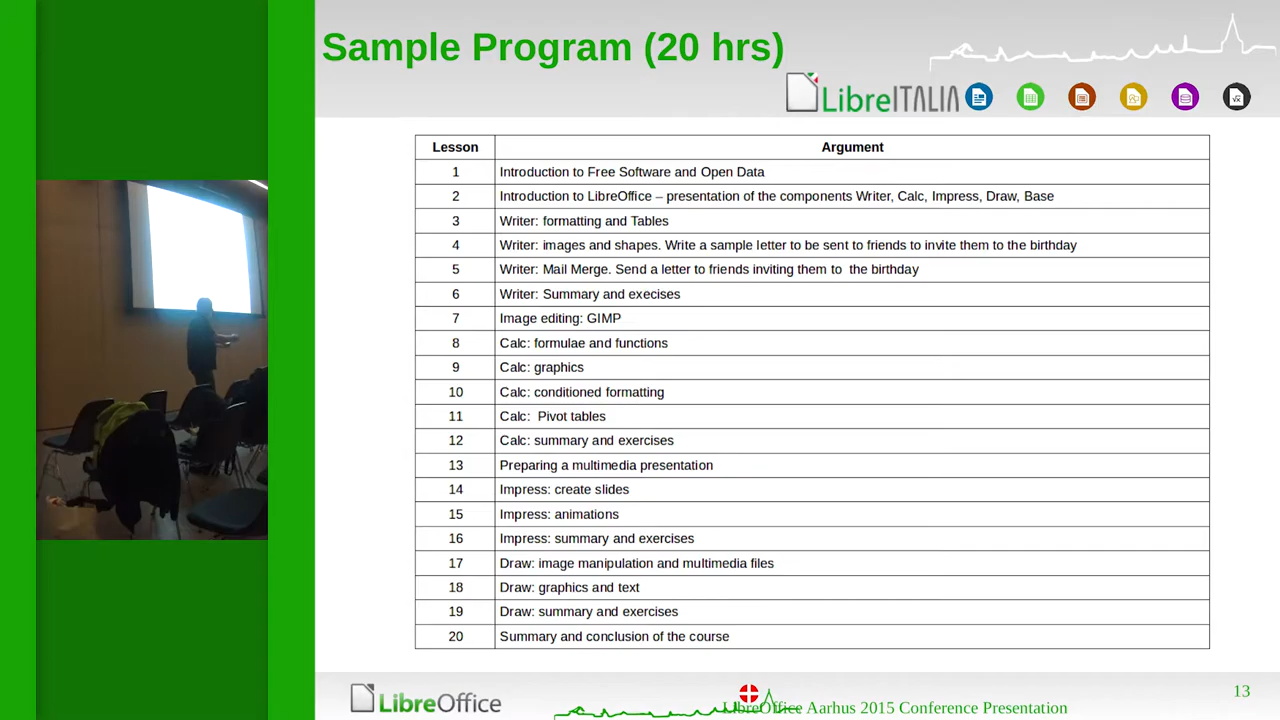 Sample Program (20 hrs)
LibreITALIA
Lesson Argument
1 Introduction to Free Software and Open Data
2 Introduction to LibreOffice – presentation of the components Writer, Calc, Impress, Draw, Base
3 Writer: formatting and Tables
4 Writer: images and shapes. Write a sample letter to be sent to friends to invite them to the birthday
5 Writer: Mail Merge. Send a letter to friends inviting them to  the birthday
6 Writer: Summary and execises
7 Image editing: GIMP
8 Calc: formulae and functions
9 Calc: graphics
10 Calc: conditioned formatting
11 Calc:  Pivot tables
12 Calc: summary and exercises
13 Preparing a multimedia presentation
14 Impress: create slides
15 Impress: animations
16 Impress: summary and exercises
17 Draw: image manipulation and multimedia files
18 Draw: graphics and text
19 Draw: summary and exercises
20 Summary and conclusion of the course
13
LibreOffice
LibreOffice Aarhus 2015 Conference Presentation